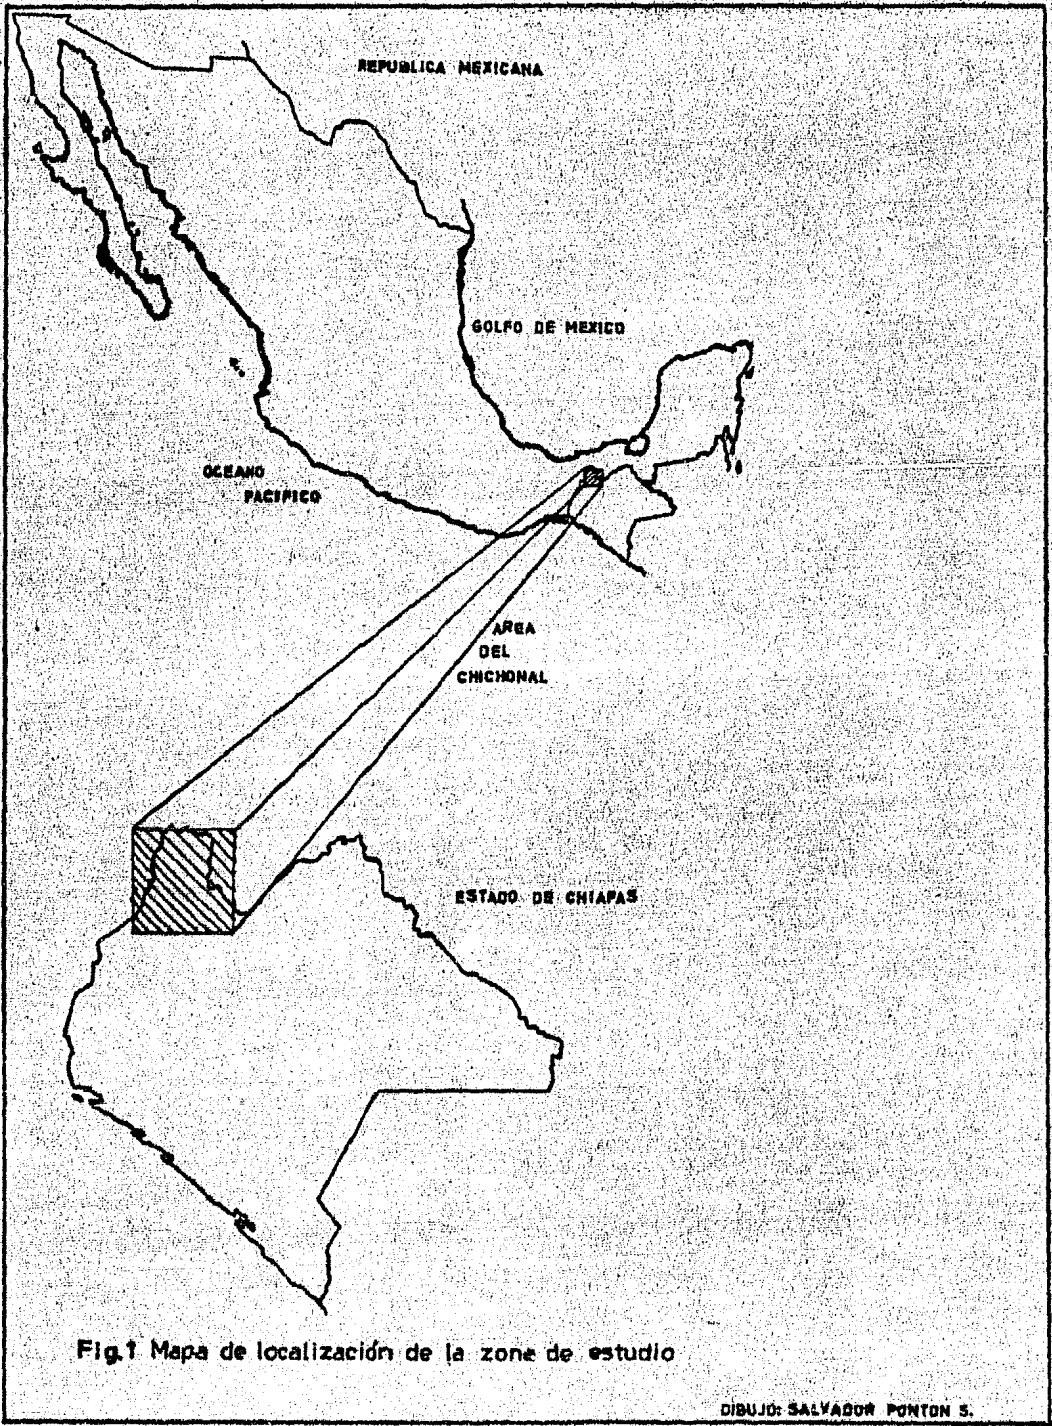 REPUBLICA MEXICANA
GOLFO DE MEXICO
OCEANO
PACIFICO
AREA
DEL
CHICHONAL
ESTADO DE CHIAPAS
Fig.1 Mapa de localización de la zona de estudio
DIBUJO: SALVADOR PONTON S.